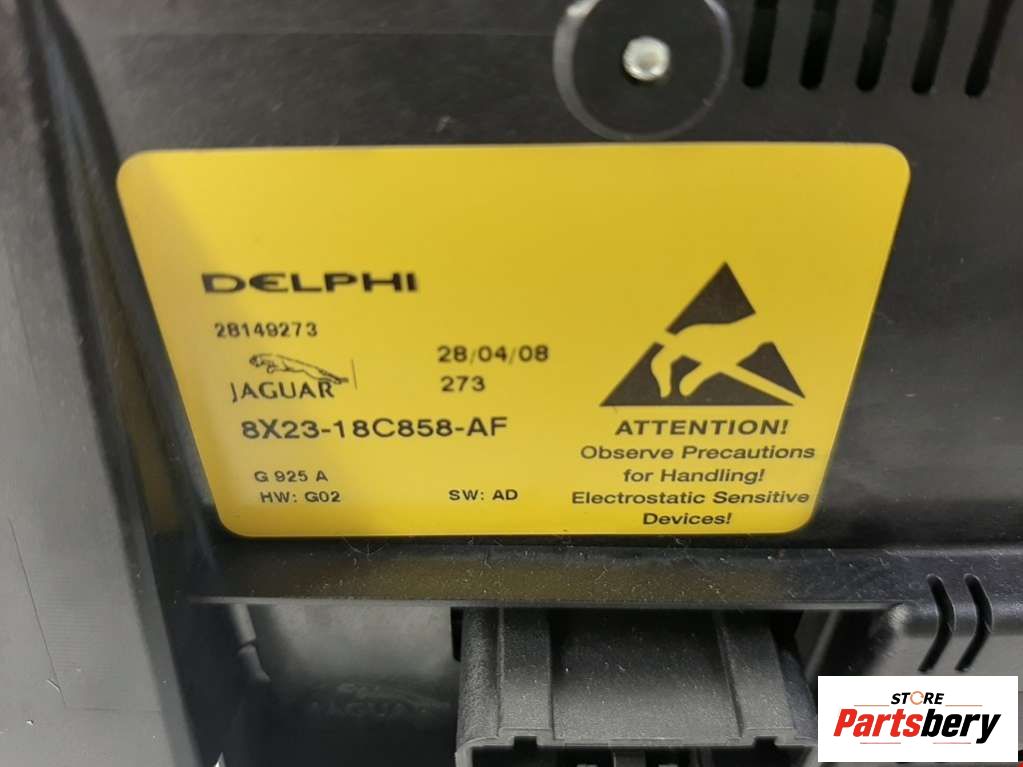 DELPHI
28149273
JAGUAR
28/04/08
273
8X23-18C858-AF
G 925 A
HW: G02
SW: AD
ATTENTION!
Observe Precautions
for Handling!
Electrostatic Sensitive
Devices!
JAGUAR
STORE
Partsbery